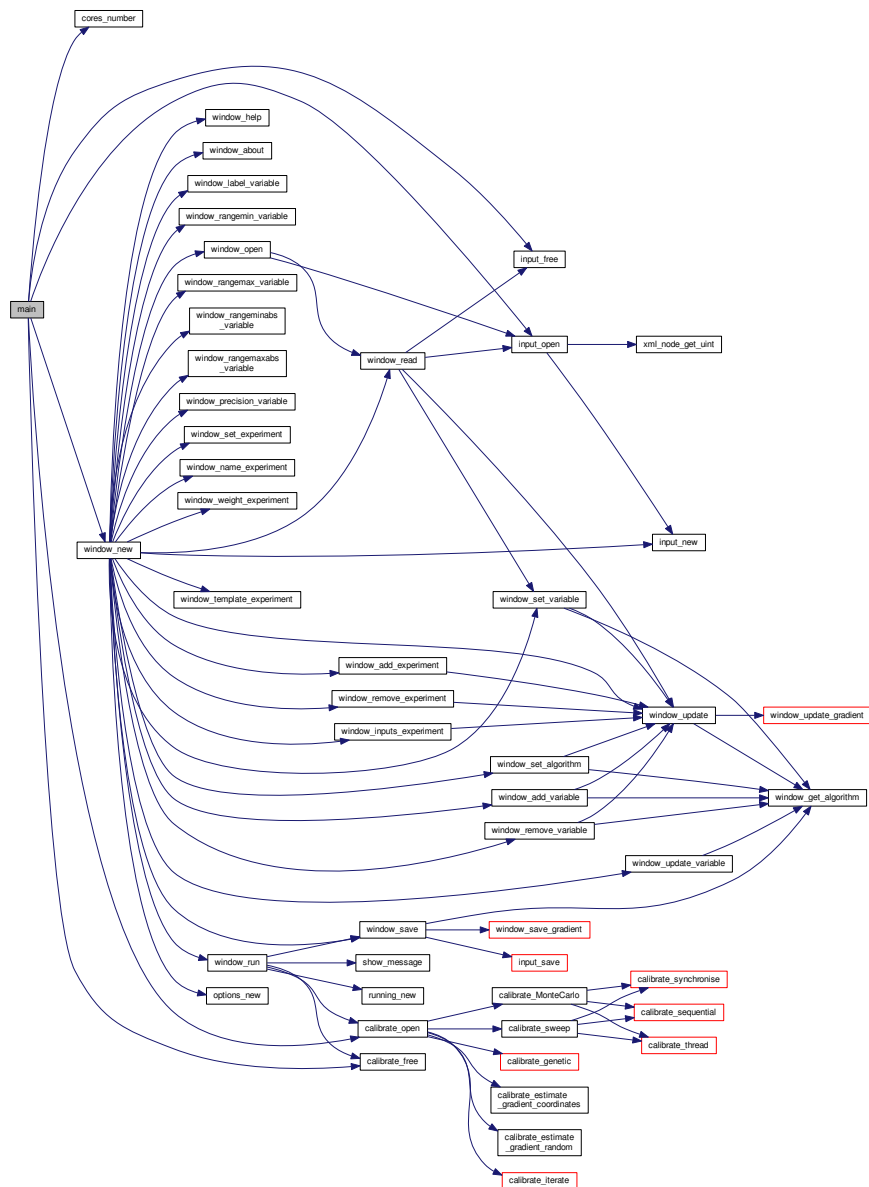 cores_number
window_help
window_about
window_label_variable
window_rangemin_variable
window_open
input_free
window_rangemax_variable
main
window_rangeminabs
_variable
input_open
xml_node_get_uint
window_rangemaxabs
_variable
window_read
window_precision_variable
window_set_experiment
window_name_experiment
window_weight_experiment
input_new
window_new
window_template_experiment
window_set_variable
window_add_experiment
window_remove_experiment
window_update
window_update_gradient
window_inputs_experiment
window_set_algorithm
window_add_variable
window_get_algorithm
window_remove_variable
window_update_variable
window_save
window_save_gradient
window_run
show_message
input_save
calibrate_synchronise
options_new
running_new
calibrate_MonteCarlo
calibrate_sequential
calibrate_open
calibrate_sweep
calibrate_thread
calibrate_free
calibrate_genetic
calibrate_estimate
_gradient_coordinates
calibrate_estimate
_gradient_random
calibrate_iterate